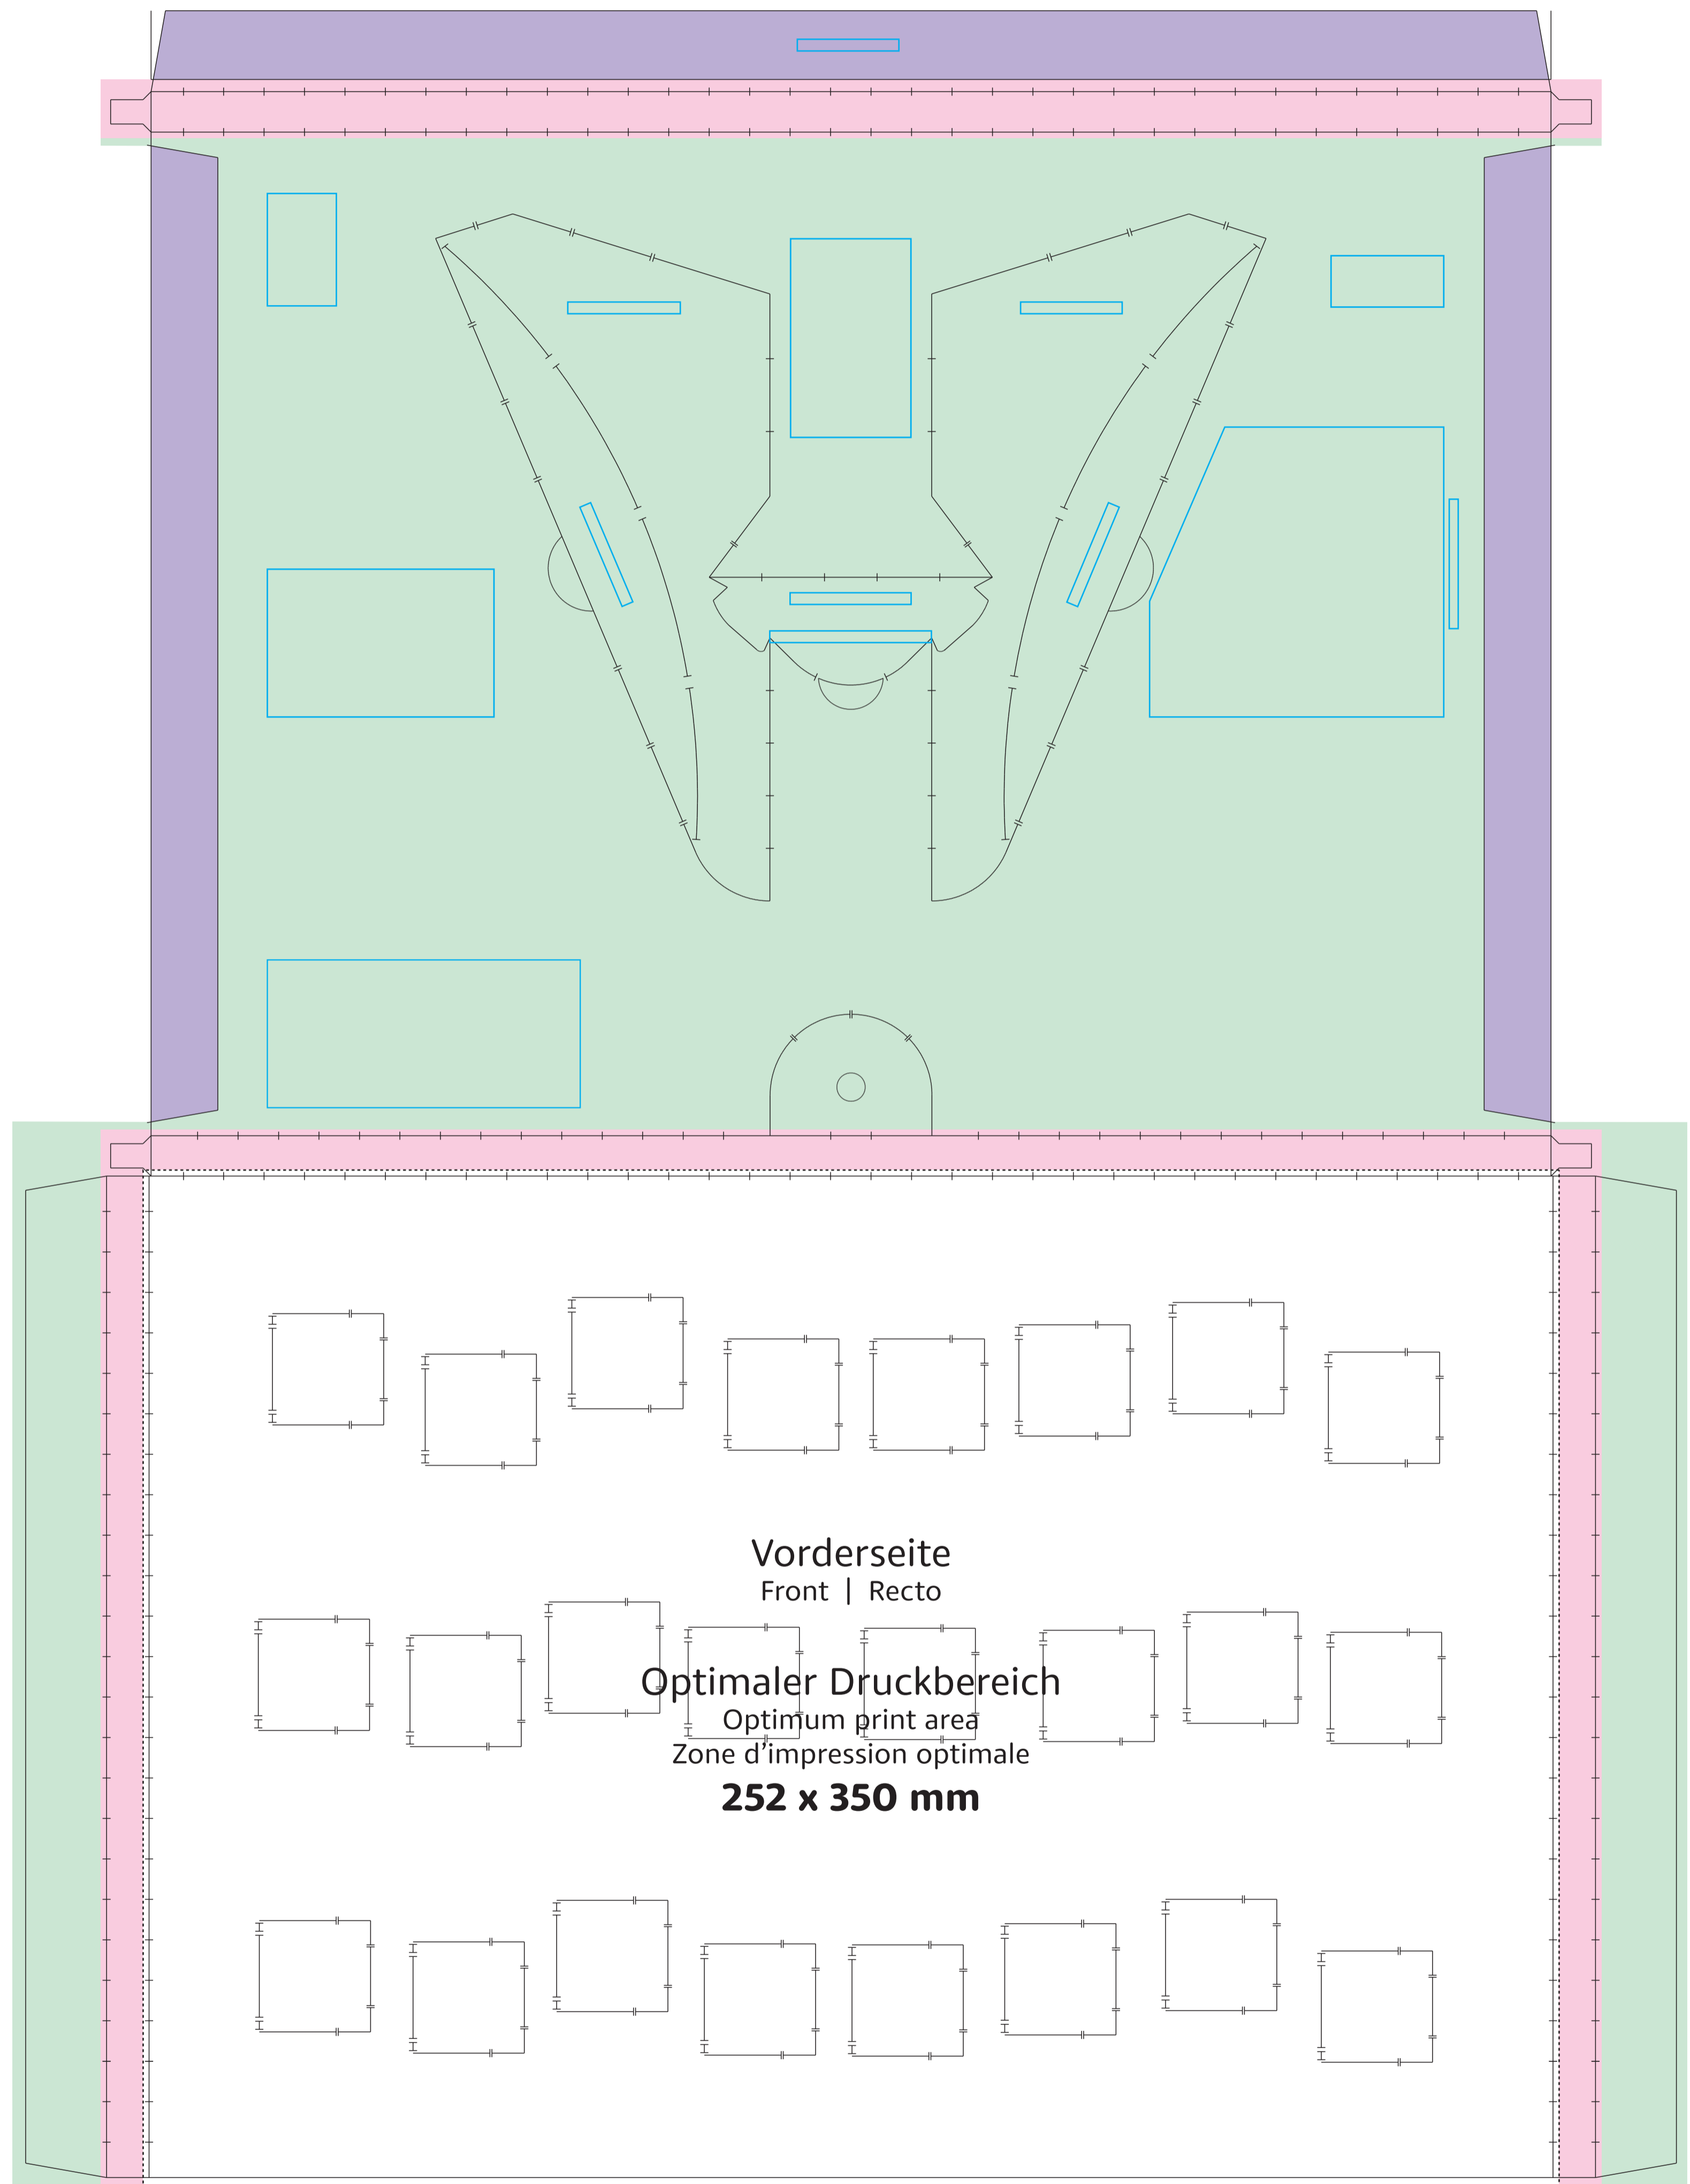 Vorderseite
Front | Recto
Optimaler Druckbereich
Optimum print area
Zone d’impression optimale
252 x 350 mm